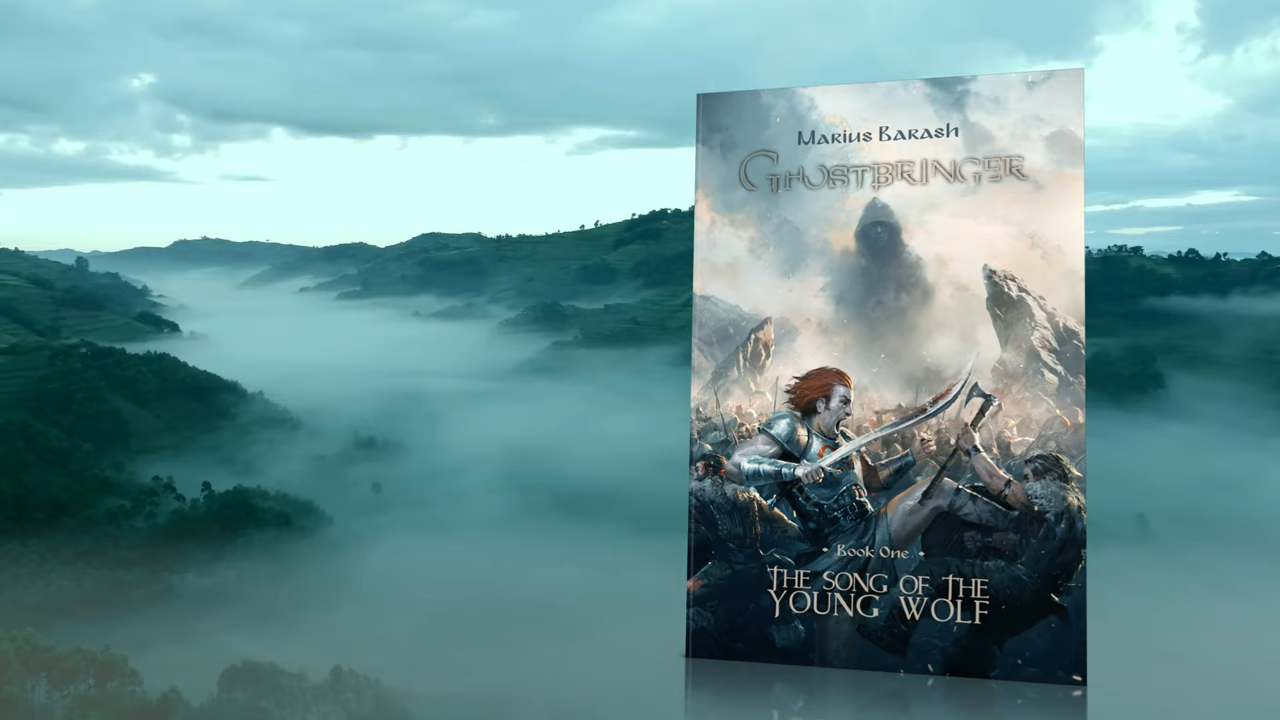 Marius Barash
Ghostbringer
• Book One •
The Song of the
Young Wolf